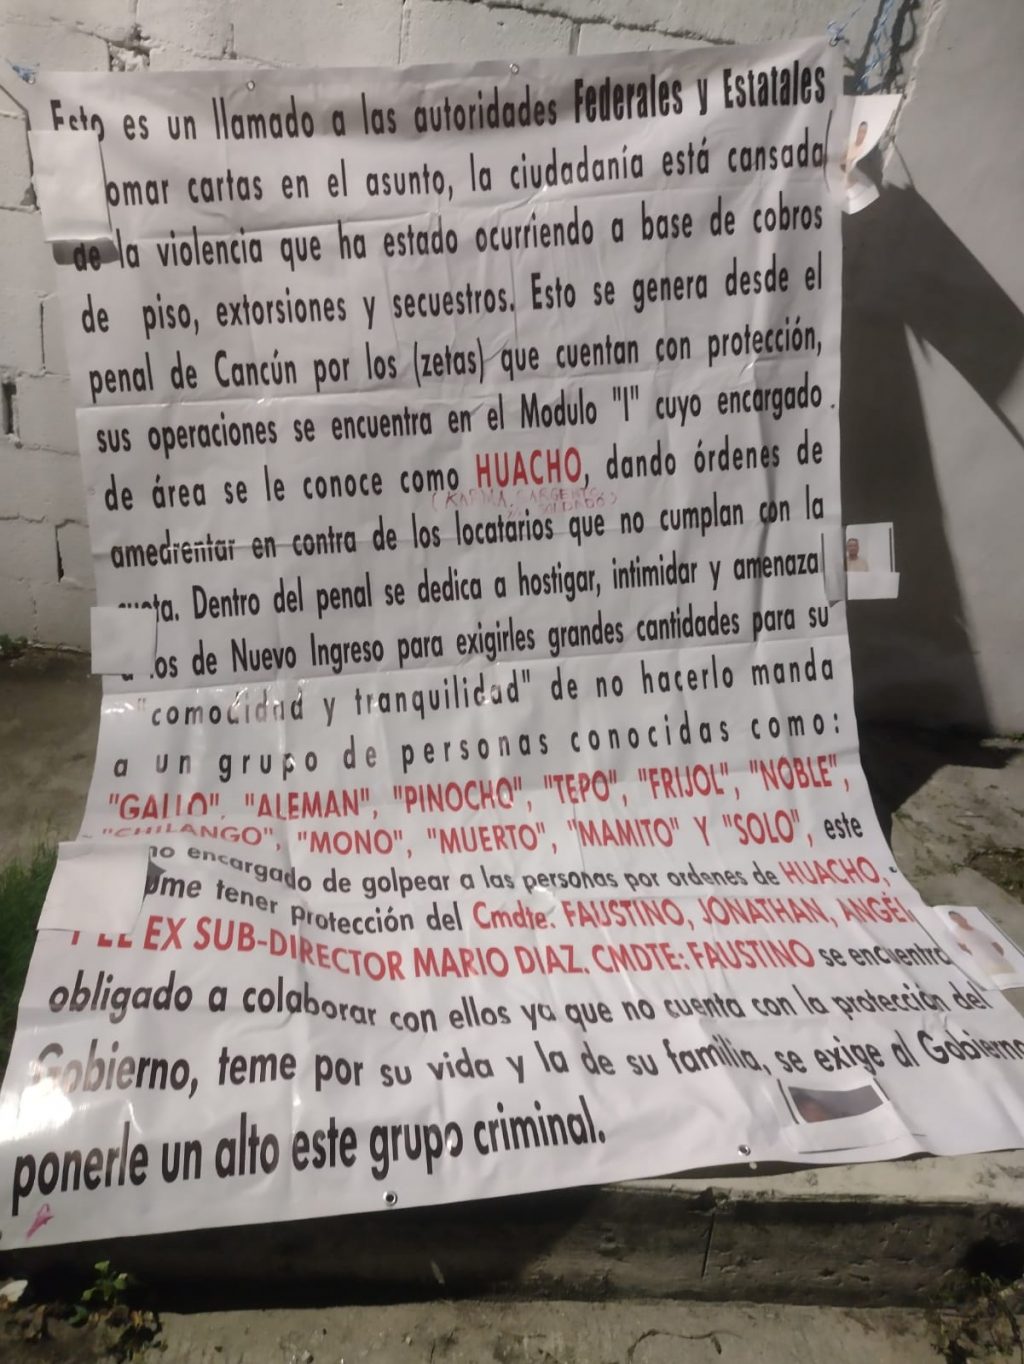 Esto es un llamado a las autoridades Federales y Estatales
omar cartas en el asunto, la ciudadanía está cansada
de la violencia que ha estado ocurriendo a base de cobros
de piso, extorsiones y secuestros. Esto se genera desde el
penal de Cancún por los (zetas) que cuentan con protección,
sus operaciones se encuentra en el Modulo "I" cuyo encargado
de área se le conoce como HUACHO, dando órdenes de
(KARMA, SARGENTO
SOLDADO)
amedrentar en contra de los locatarios que no cumplan con la
cuota. Dentro del penal se dedica a hostigar, intimidar y amenaza
los de Nuevo Ingreso para exigirles grandes cantidades para su
"comodidad y tranquilidad" de no hacerlo manda
a un grupo de personas conocidas como:
"GALLO", "ALEMAN", "PINOCHO", "TEPO", "FRIJOL", "NOBLE",
"CHILANGO", "MONO", "MUERTO", "MAMITO" Y "SOLO", este
no encargado de golpear a las personas por ordenes de HUACHO,
ume tener protección del Cmdte. FAUSTINO, JONATHAN, ANGEL
Y EL EX SUB-DIRECTOR MARIO DIAZ. CMDTE: FAUSTINO se encuentra
obligado a colaborar con ellos ya que no cuenta con la protección del
Gobierno, teme por su vida y la de su familia, se exige al Gobierno
ponerle un alto este grupo criminal.